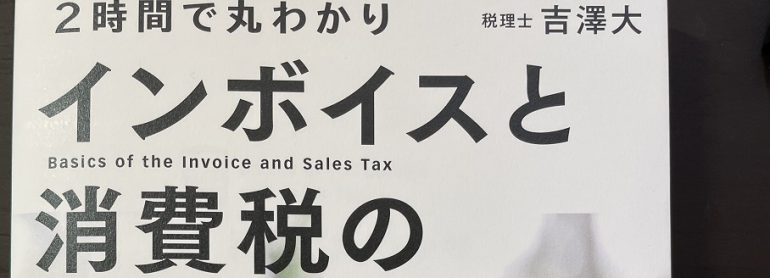 2時間で丸わかり
税理士 吉澤大
インボイスと
Basics of the Invoice and Sales Tax
消費税の